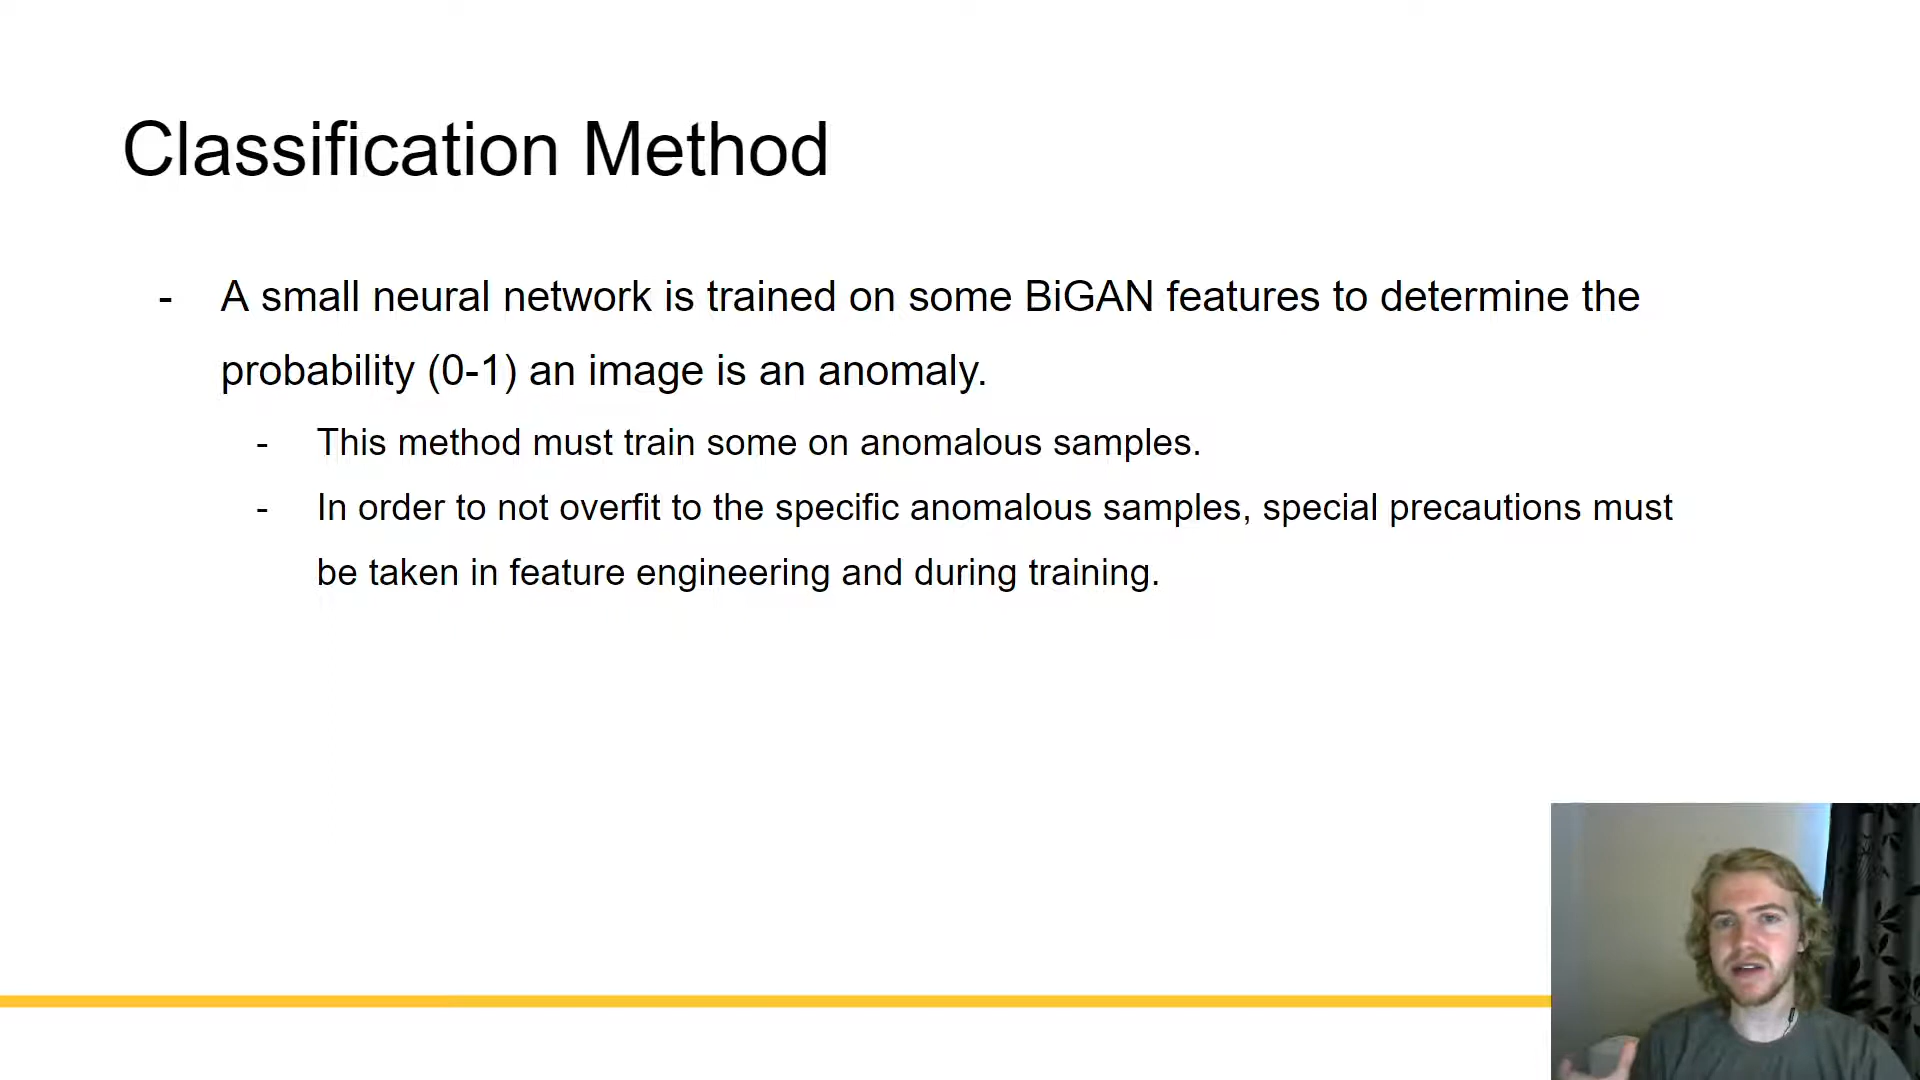 Classification Method
- A small neural network is trained on some BiGAN features to determine the
probability (0-1) an image is an anomaly.
- This method must train some on anomalous samples.
- In order to not overfit to the specific anomalous samples, special precautions must
be taken in feature engineering and during training.